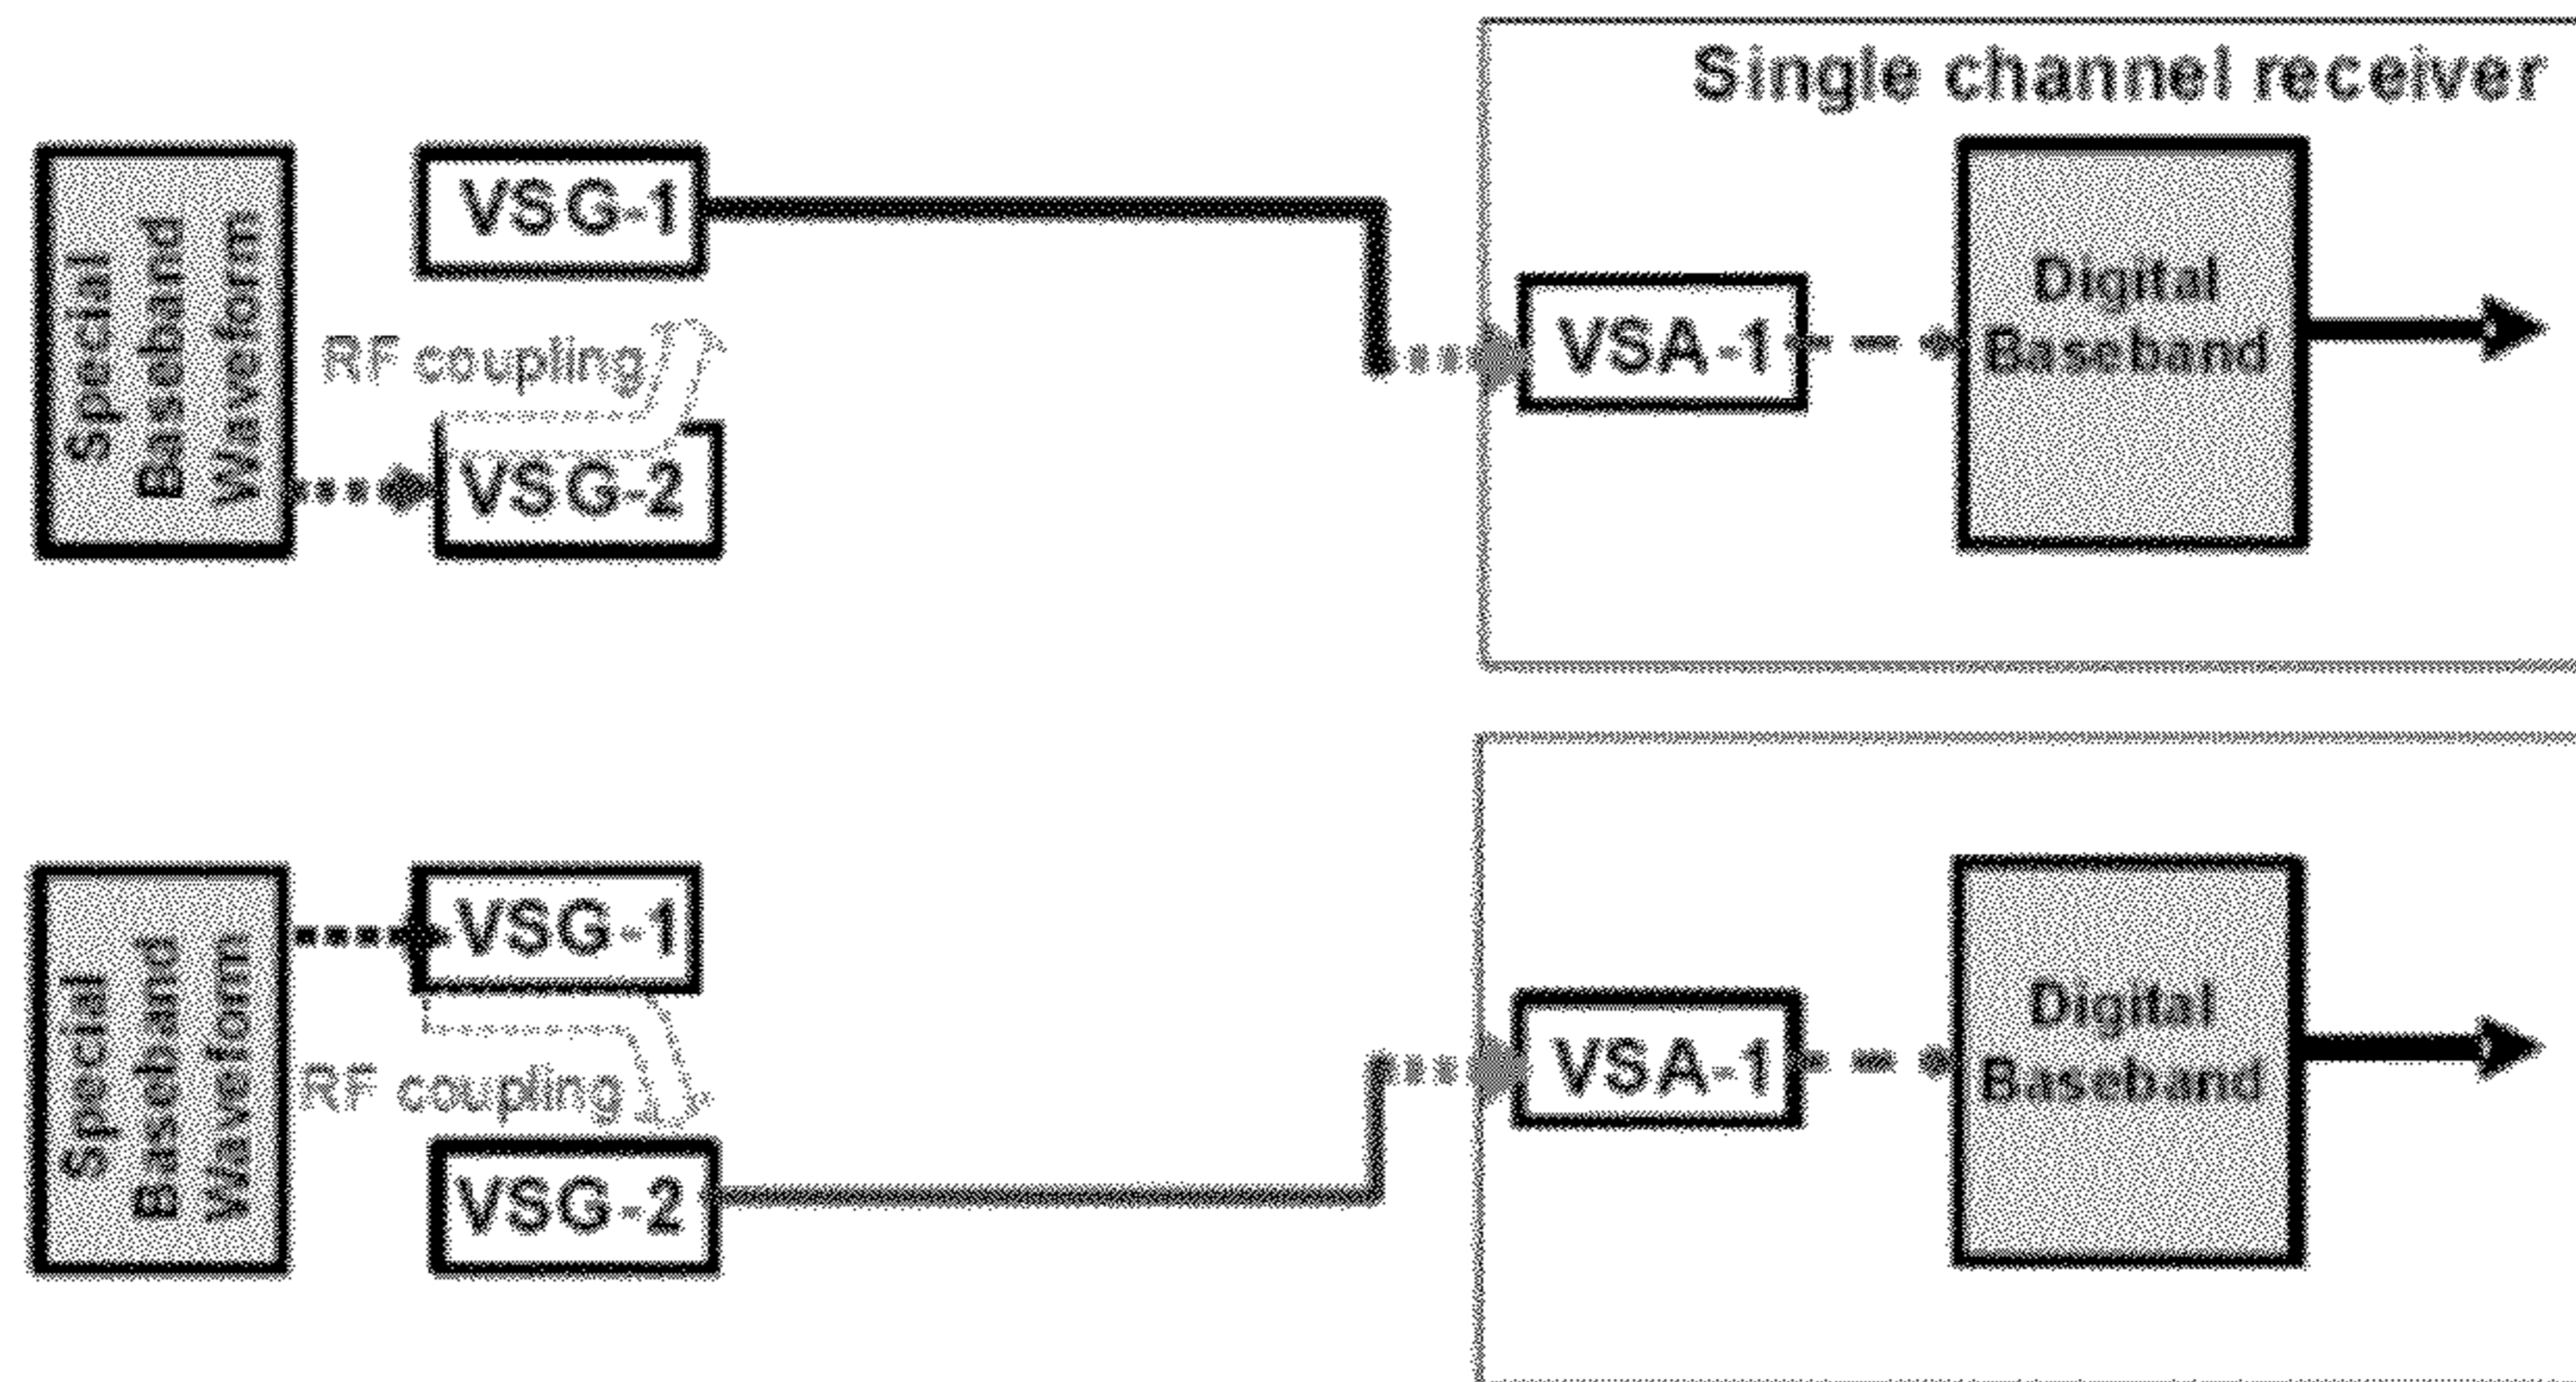 Single channel receiver
Special
Baseband
Waveform
VSG-1
RF coupling
VSG-2
VSA-1
Digital
Baseband
Special
Baseband
Waveform
VSG-1
RF coupling
VSG-2
VSA-1
Digital
Baseband